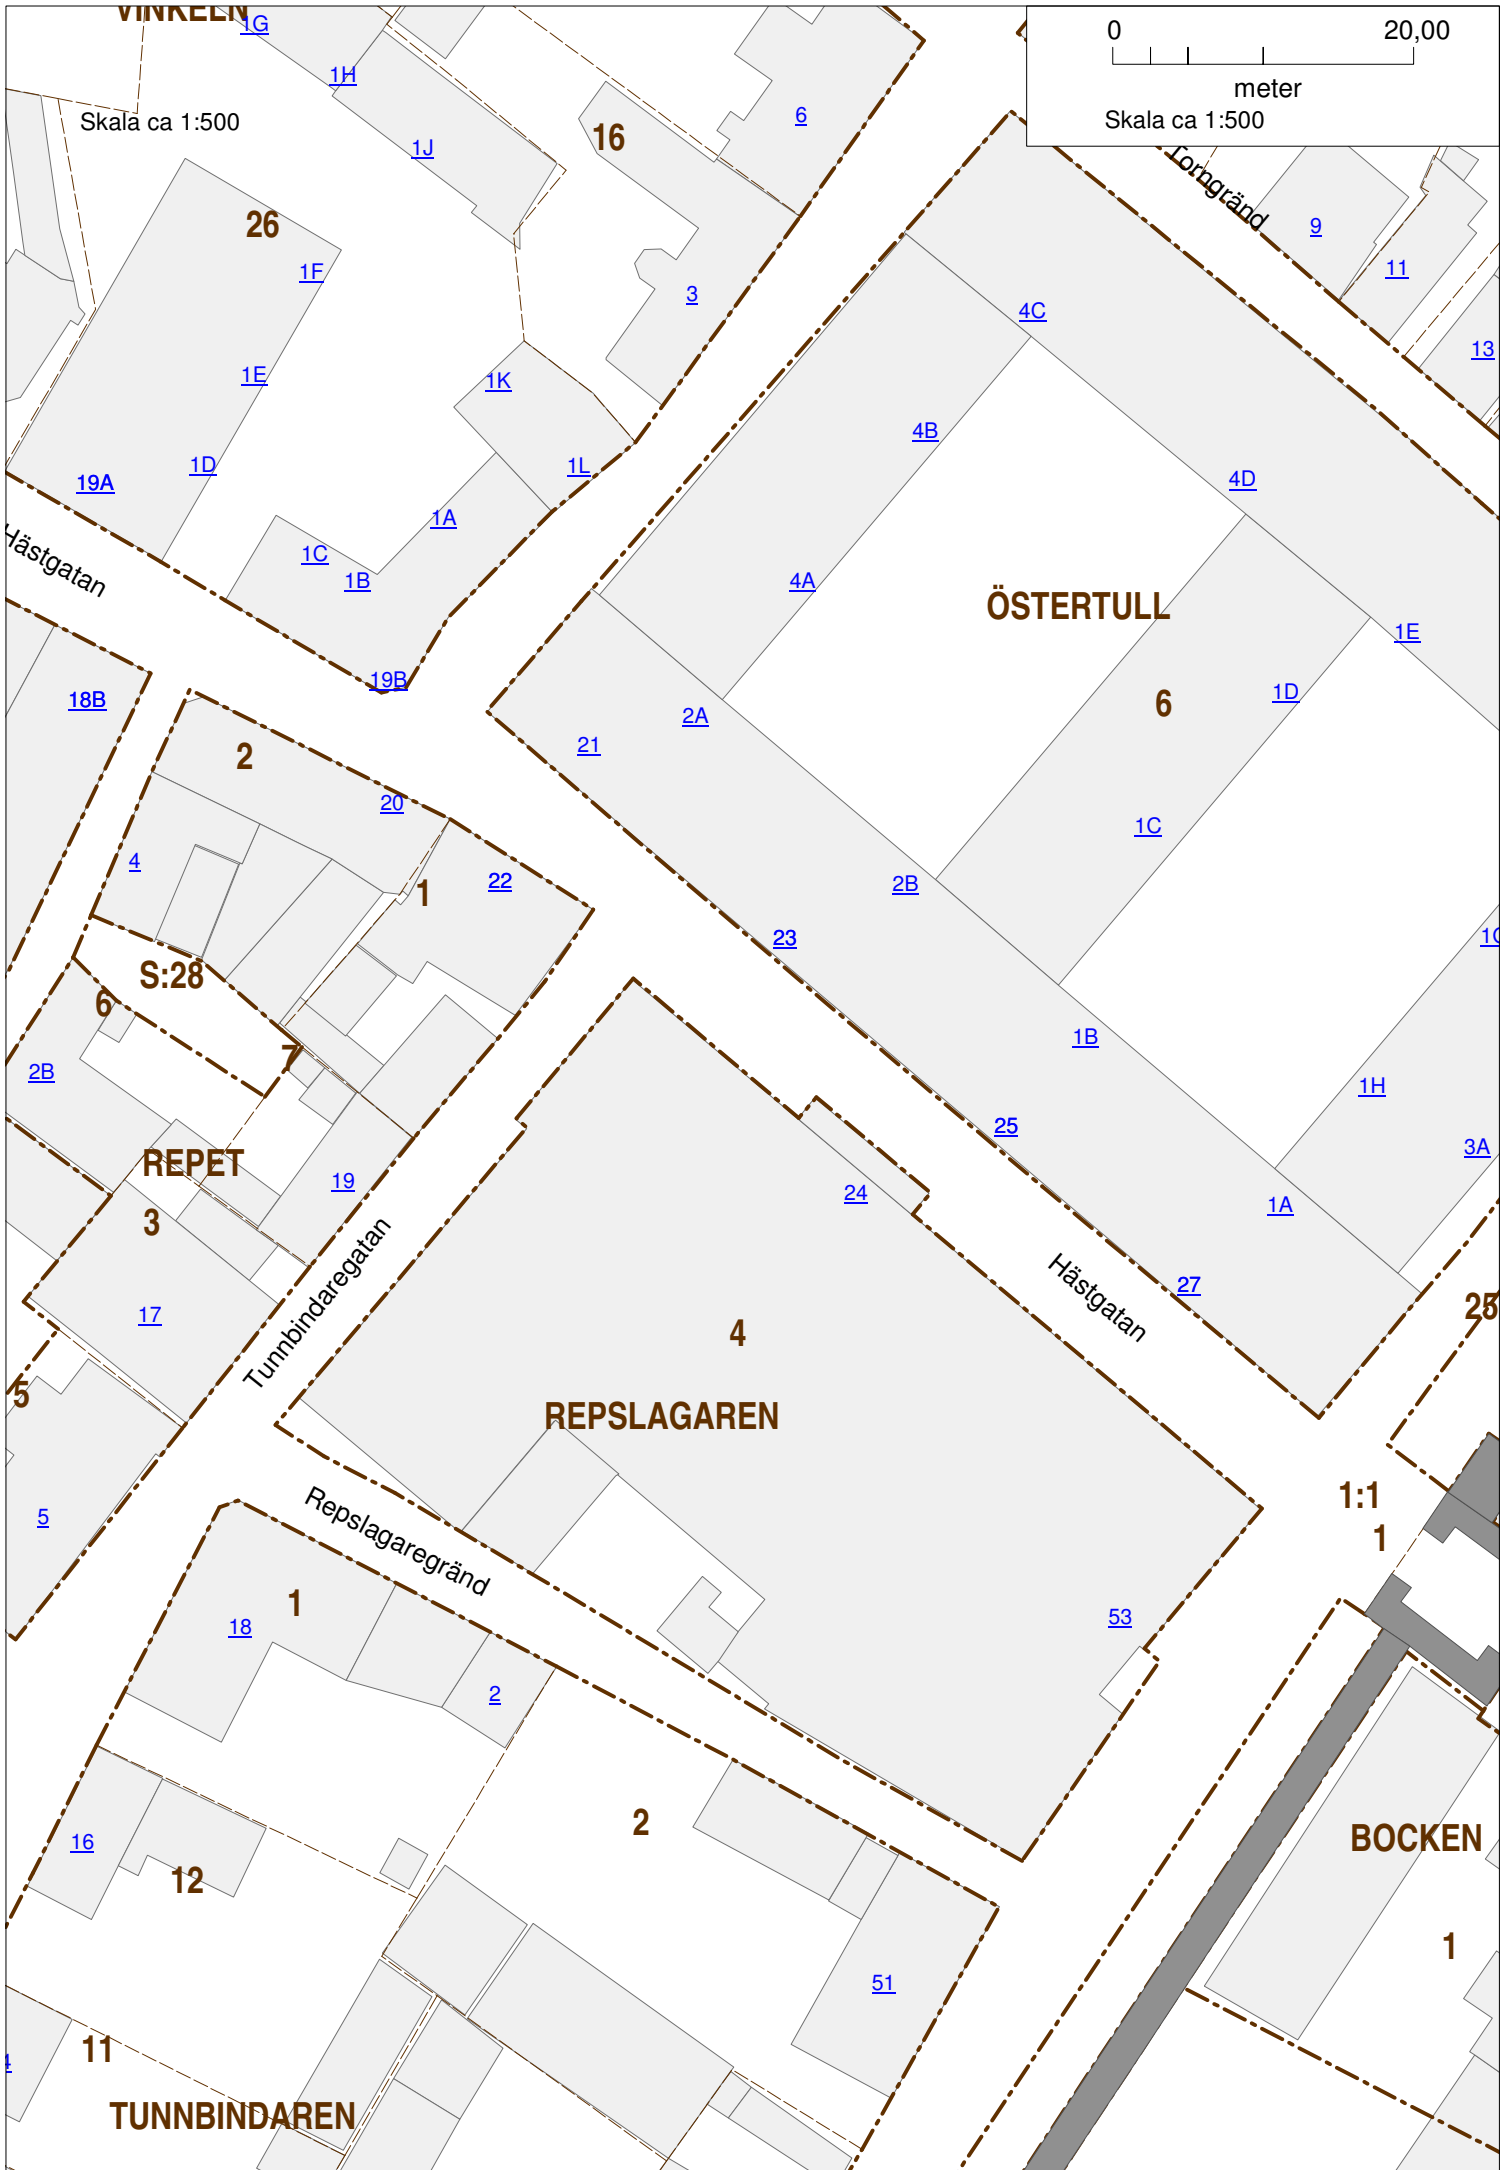 VINKELN
1G
1H
1J
Skala ca 1:500
16
6
0
20,00
meter
Skala ca 1:500
Torngränd
9
11
13
26
1F
3
4C
1E
1K
4B
1D
19A
1L
4D
1A
1C
1B
4A
Hästgatan
ÖSTERTULL
1E
19B
18B
2A
6
1D
21
2
20
4
1
22
1C
2B
23
S:28
6
7
2B
1B
1H
25
REPET
19
24
3A
1A
3
Tunnbindaregatan
Hästgatan
27
17
4
5
REPSLAGAREN
5
Repslagaregränd
1:1
1
1
18
53
2
2
16
12
BOCKEN
1
51
11
TUNNBINDAREN